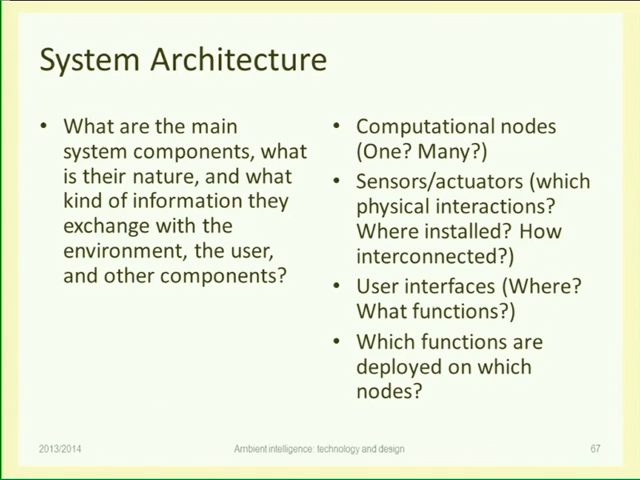 System Architecture
• What are the main
system components, what
is their nature, and what
kind of information they
exchange with the
environment, the user,
and other components?
• Computational nodes
(One? Many?)
• Sensors/actuators (which
physical interactions?
Where installed? How
interconnected?)
• User interfaces (Where?
What functions?)
• Which functions are
deployed on which
nodes?
2013/2014
Ambient intelligence: technology and design
67